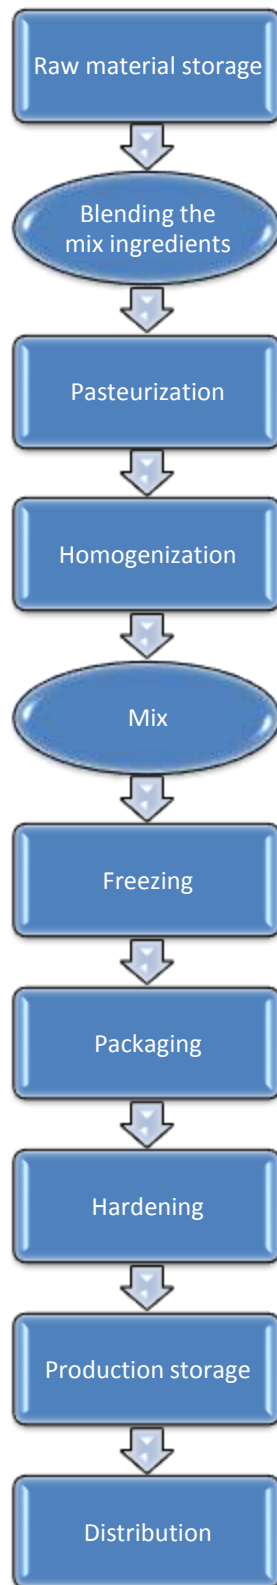 Raw material storage
Blending the
mix ingredients
Pasteurization
Homogenization
Mix
Freezing
Packaging
Hardening
Production storage
Distribution